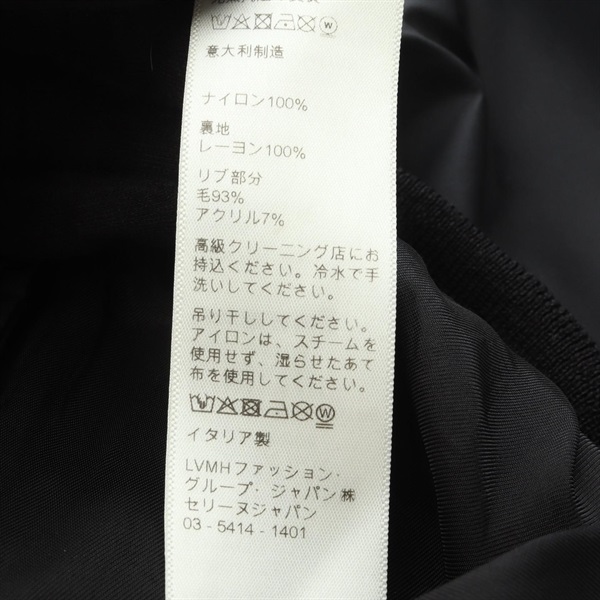 意大利制造
ナイロン100%
裏地
レーヨン100%
リブ部分
毛93%
アクリル7%
高級クリーニング店にお
持込ください。冷水で手
洗いしてください。
吊り干ししてください。
アイロンは、スチームを
使用せず、湿らせたあて
布を使用してください。
W
イタリア製
LVMHファッション・
グループ・ジャパン㈱
セリーヌジャパン
03 - 5414 - 1401